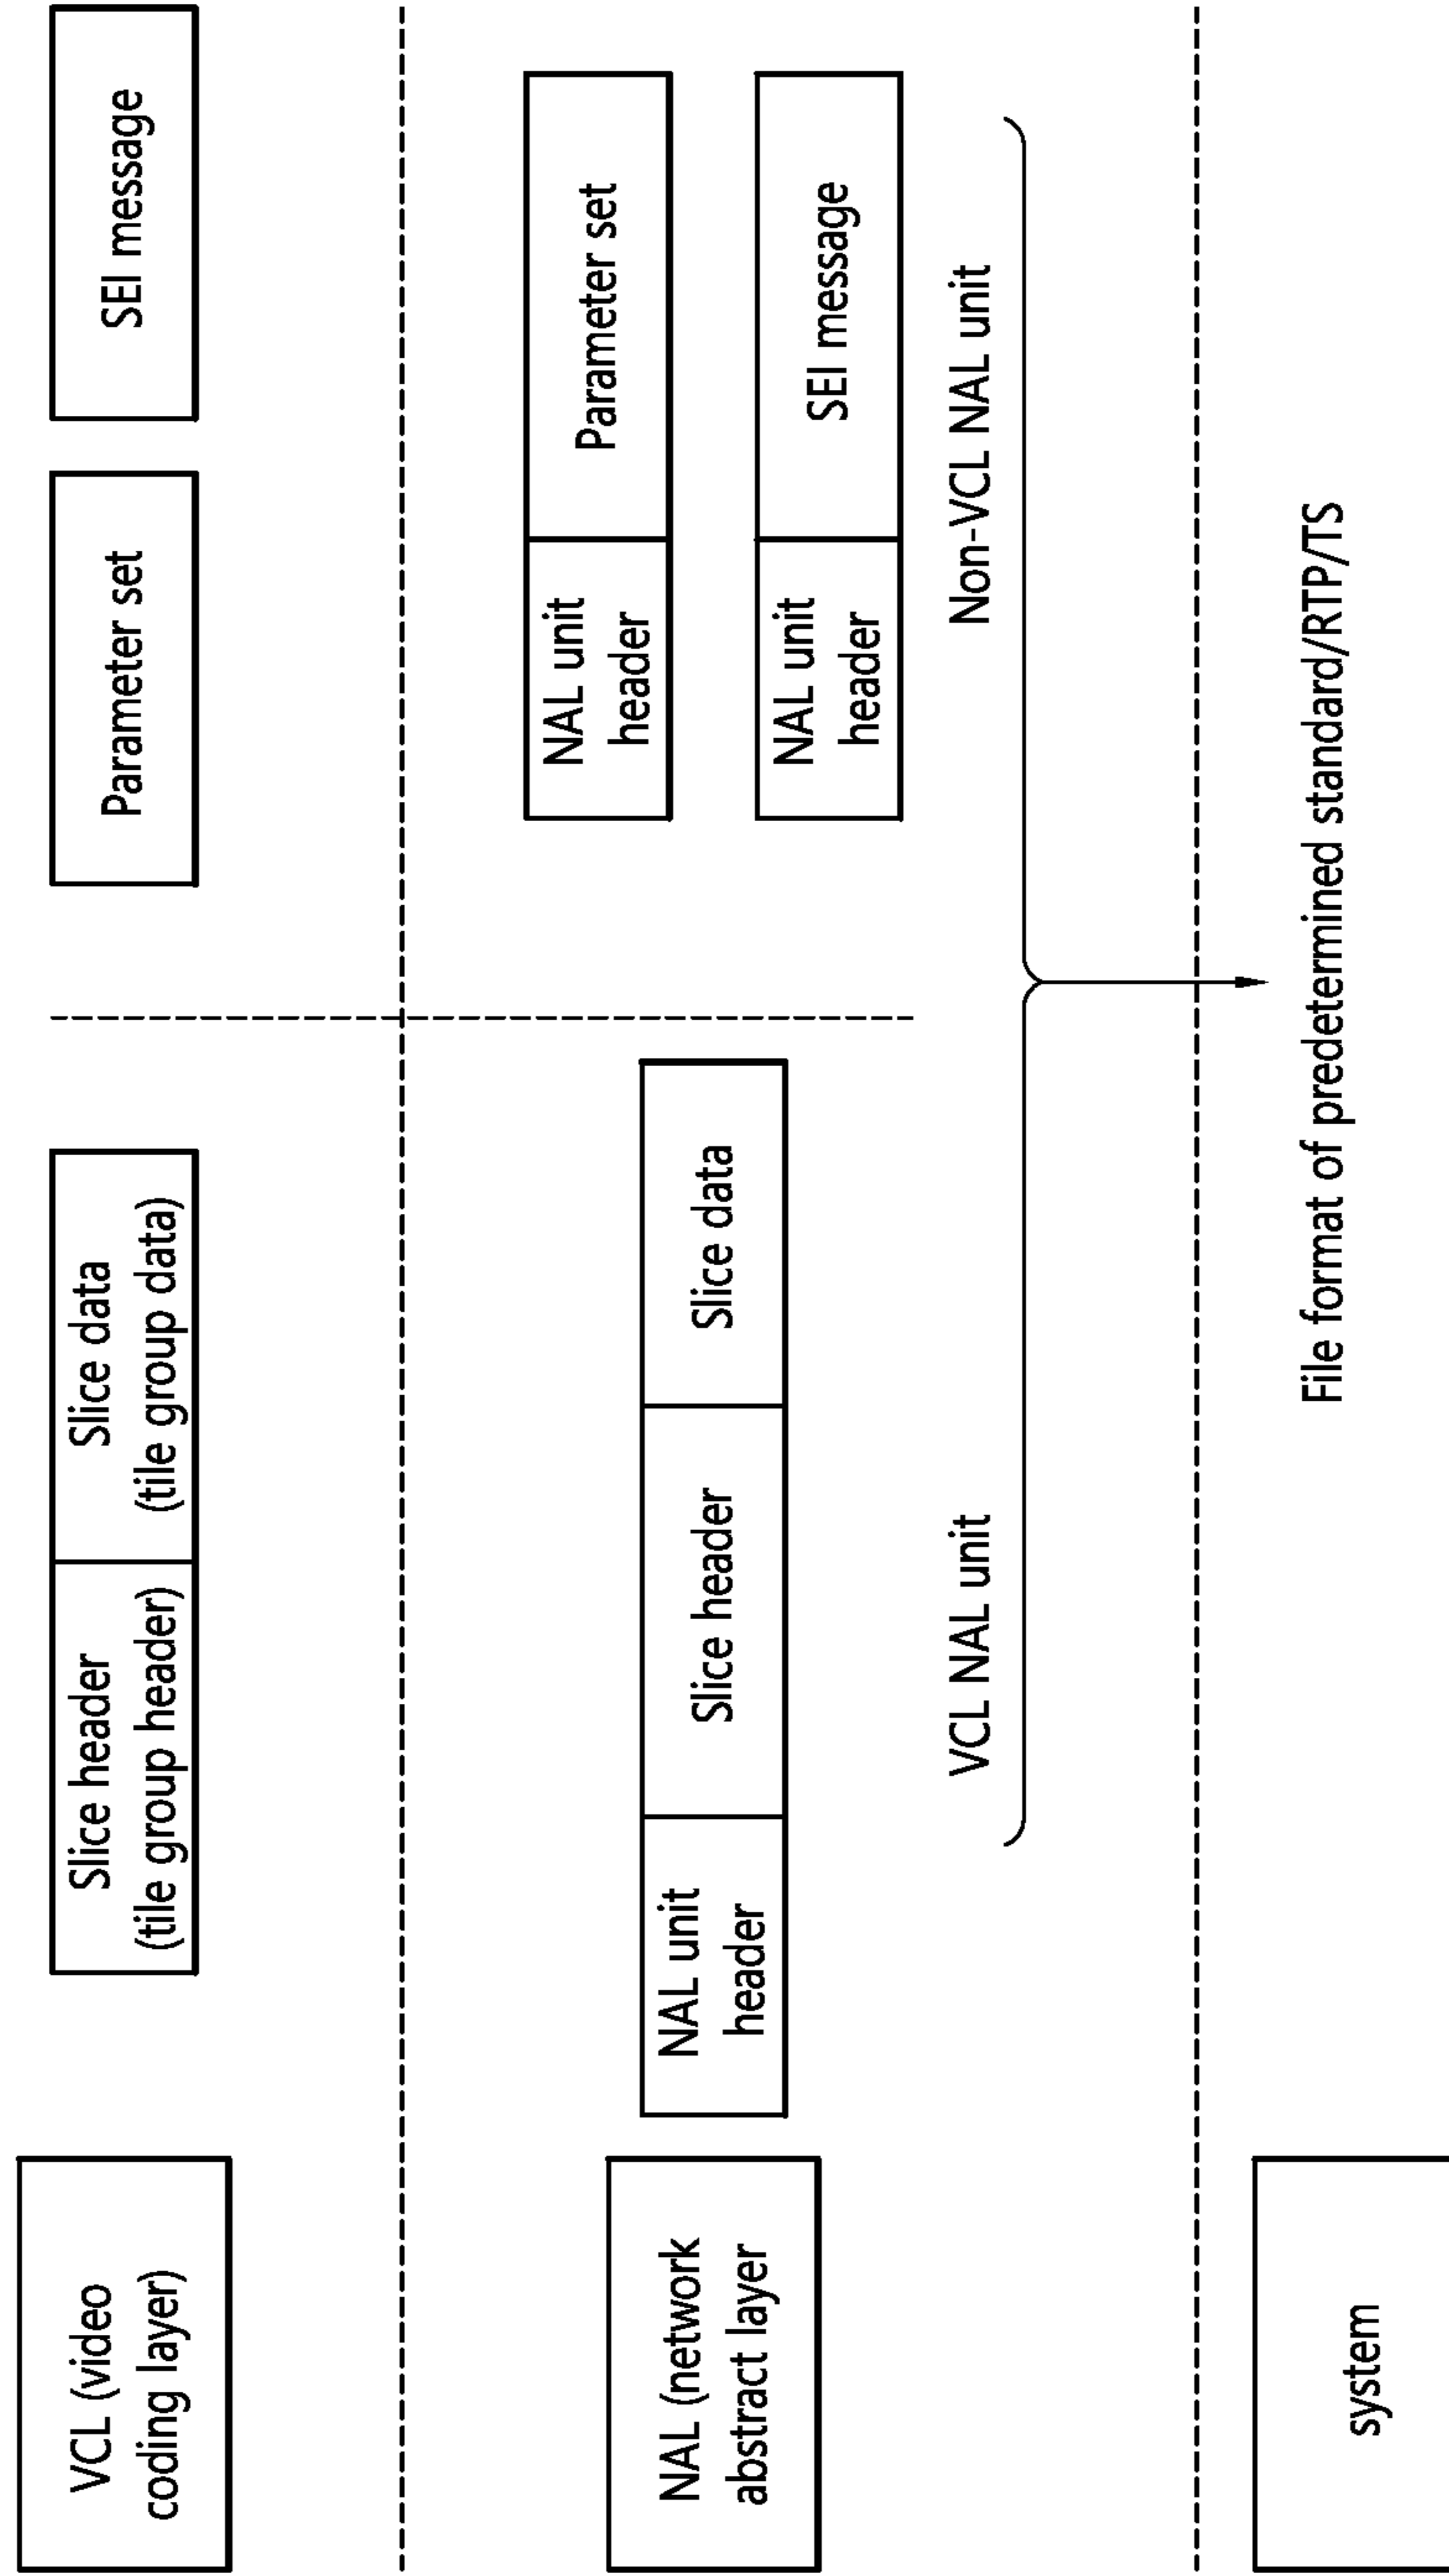 VCL (video
coding layer)
Slice header
(tile group header)
Slice data
(tile group data)
Parameter set
SEI message
NAL (network
abstract layer
NAL unit
header
Slice header
Slice data
NAL unit
header
Parameter set
NAL unit
header
SEI message
VCL NAL unit
Non-VCL NAL unit
system
File format of predetermined standard/RTP/TS